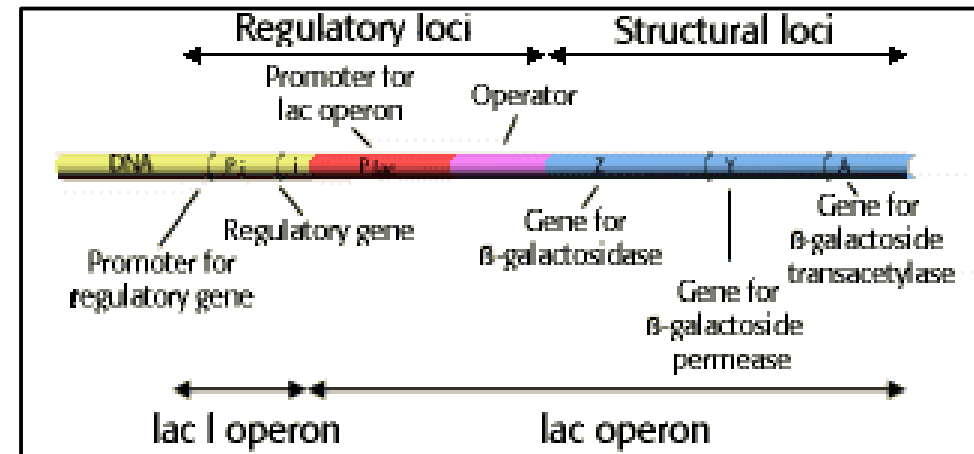 Regulatory loci
Structural loci
Promoter for
lac operon
Operator
DNA
P i
i
P lac
Z
Y
A
Regulatory gene
Promoter for
regulatory gene
Gene for
ß-galactosidase
Gene for
ß-galactoside
permease
Gene for
ß-galactoside
transacetylase
lac I operon
lac operon